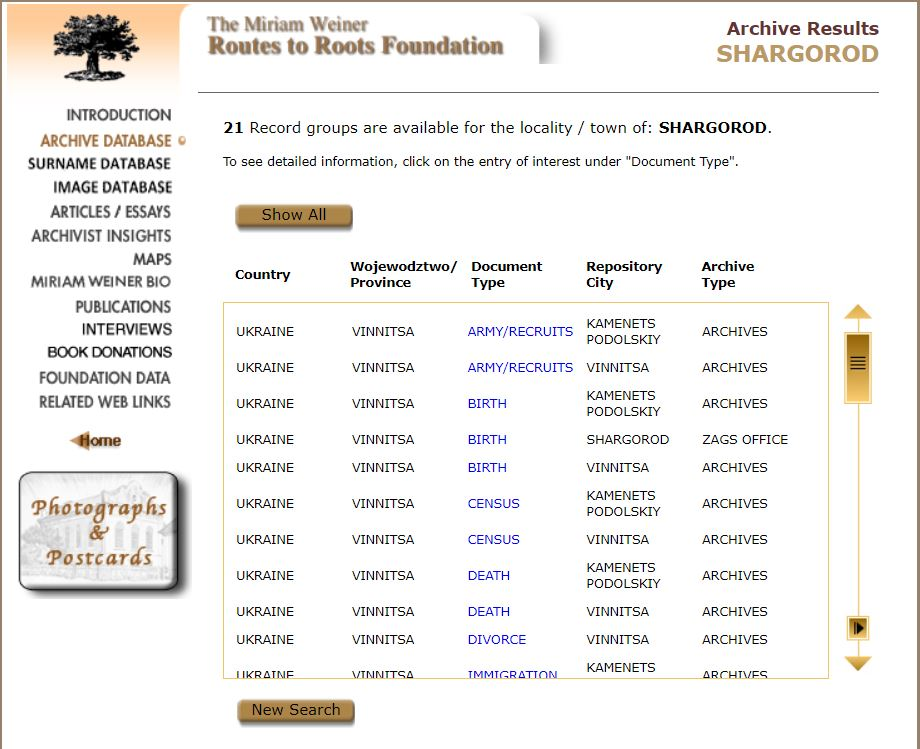 The Miriam Weiner
Routes to Roots Foundation
Archive Results
SHARGOROD
INTRODUCTION
ARCHIVE DATABASE
SURNAME DATABASE
IMAGE DATABASE
ARTICLES / ESSAYS
ARCHIVIST INSIGHTS
MAPS
MIRIAM WEINER BIO
PUBLICATIONS
INTERVIEWS
BOOK DONATIONS
FOUNDATION DATA
RELATED WEB LINKS
Home
Photographs
&
Postcards
21 Record groups are available for the locality / town of: SHARGOROD.
To see detailed information, click on the entry of interest under "Document Type".
Show All
Country Wojewodztwo/ Province Document Type Repository City Archive Type
UKRAINE VINNITSA ARMY/RECRUITS KAMENETS PODOLSKIY ARCHIVES
UKRAINE VINNITSA ARMY/RECRUITS VINNITSA ARCHIVES
UKRAINE VINNITSA BIRTH KAMENETS PODOLSKIY ARCHIVES
UKRAINE VINNITSA BIRTH SHARGOROD ZAGS OFFICE
UKRAINE VINNITSA BIRTH VINNITSA ARCHIVES
UKRAINE VINNITSA CENSUS KAMENETS PODOLSKIY ARCHIVES
UKRAINE VINNITSA CENSUS VINNITSA ARCHIVES
UKRAINE VINNITSA DEATH KAMENETS PODOLSKIY ARCHIVES
UKRAINE VINNITSA DEATH VINNITSA ARCHIVES
UKRAINE VINNITSA DIVORCE VINNITSA ARCHIVES
UKRAINE VINNITSA IMMIGRATION KAMENETS ARCHIVES
New Search